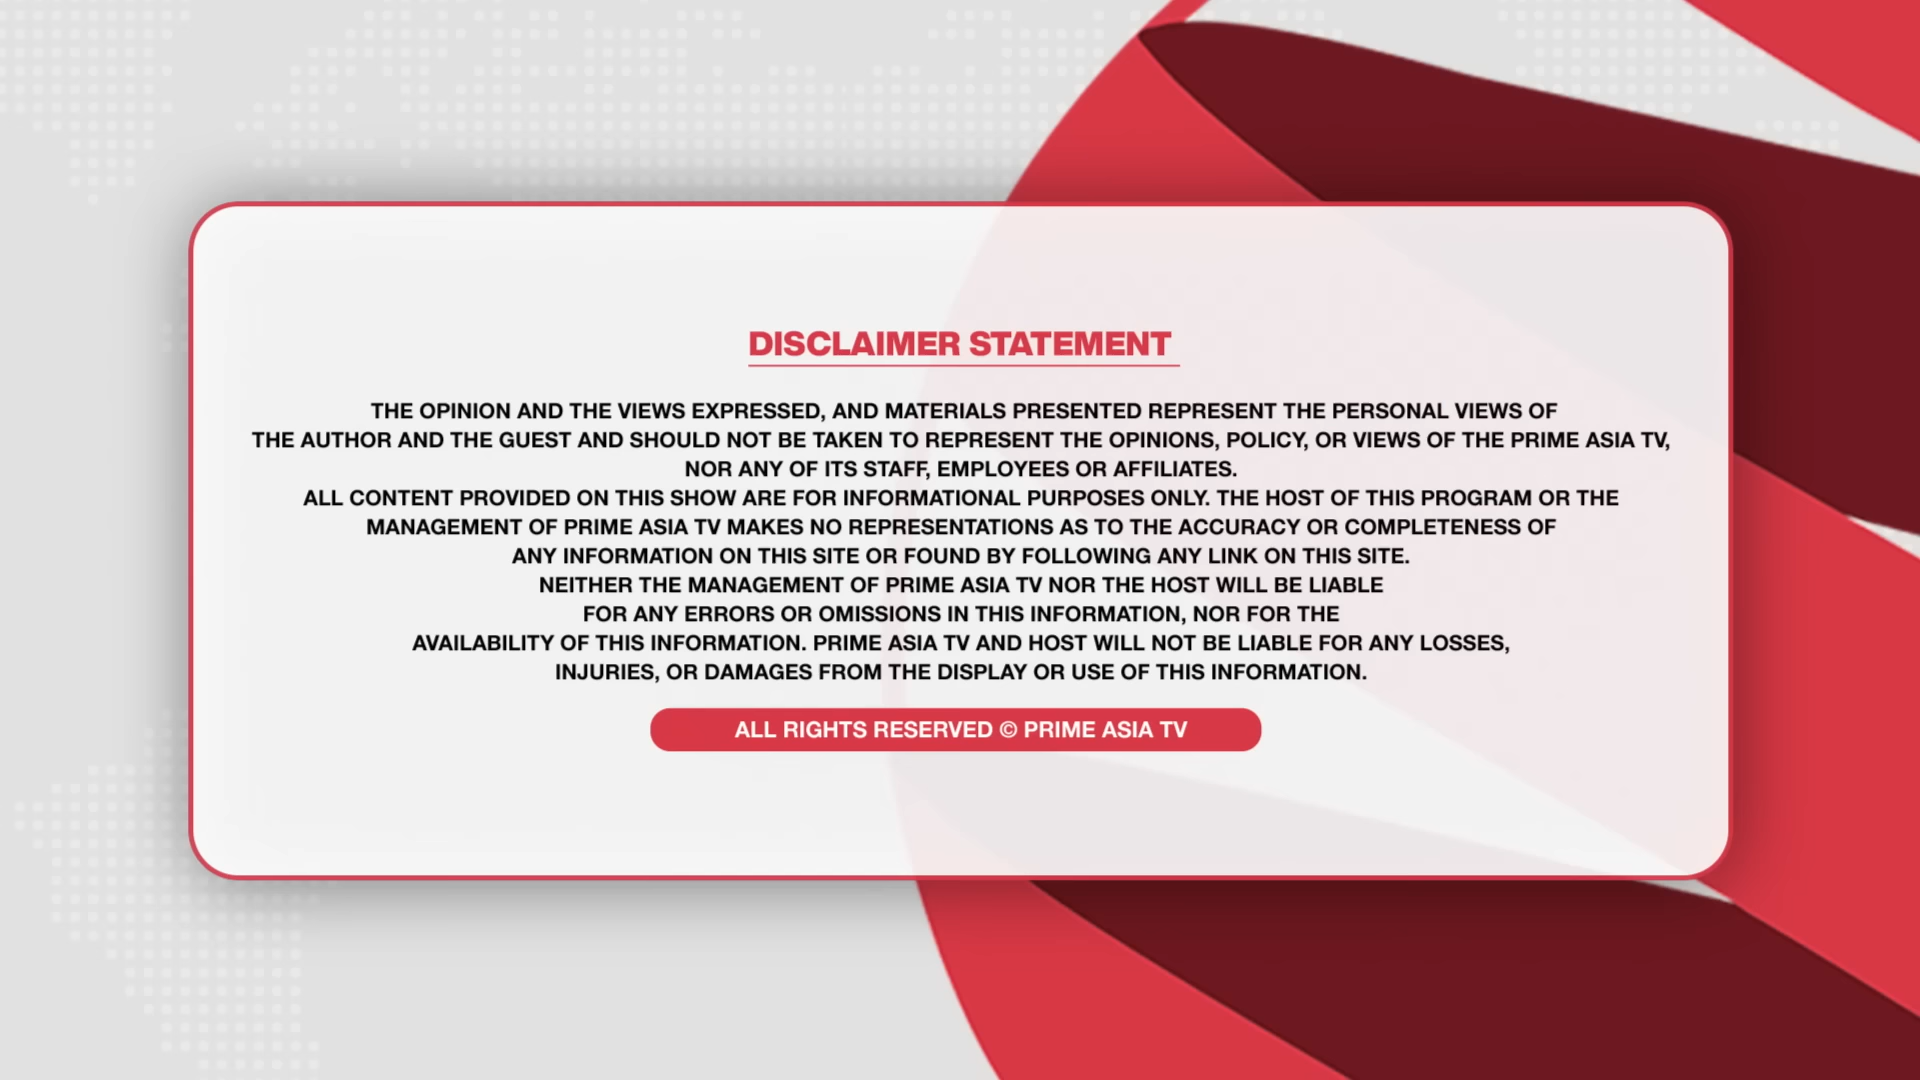 DISCLAIMER STATEMENT
THE OPINION AND THE VIEWS EXPRESSED, AND MATERIALS PRESENTED REPRESENT THE PERSONAL VIEWS OF
THE AUTHOR AND THE GUEST AND SHOULD NOT BE TAKEN TO REPRESENT THE OPINIONS, POLICY, OR VIEWS OF THE PRIME ASIA TV,
NOR ANY OF ITS STAFF, EMPLOYEES OR AFFILIATES.
ALL CONTENT PROVIDED ON THIS SHOW ARE FOR INFORMATIONAL PURPOSES ONLY. THE HOST OF THIS PROGRAM OR THE
MANAGEMENT OF PRIME ASIA TV MAKES NO REPRESENTATIONS AS TO THE ACCURACY OR COMPLETENESS OF
ANY INFORMATION ON THIS SITE OR FOUND BY FOLLOWING ANY LINK ON THIS SITE.
NEITHER THE MANAGEMENT OF PRIME ASIA TV NOR THE HOST WILL BE LIABLE
FOR ANY ERRORS OR OMISSIONS IN THIS INFORMATION, NOR FOR THE
AVAILABILITY OF THIS INFORMATION. PRIME ASIA TV AND HOST WILL NOT BE LIABLE FOR ANY LOSSES,
INJURIES, OR DAMAGES FROM THE DISPLAY OR USE OF THIS INFORMATION.
ALL RIGHTS RESERVED © PRIME ASIA TV